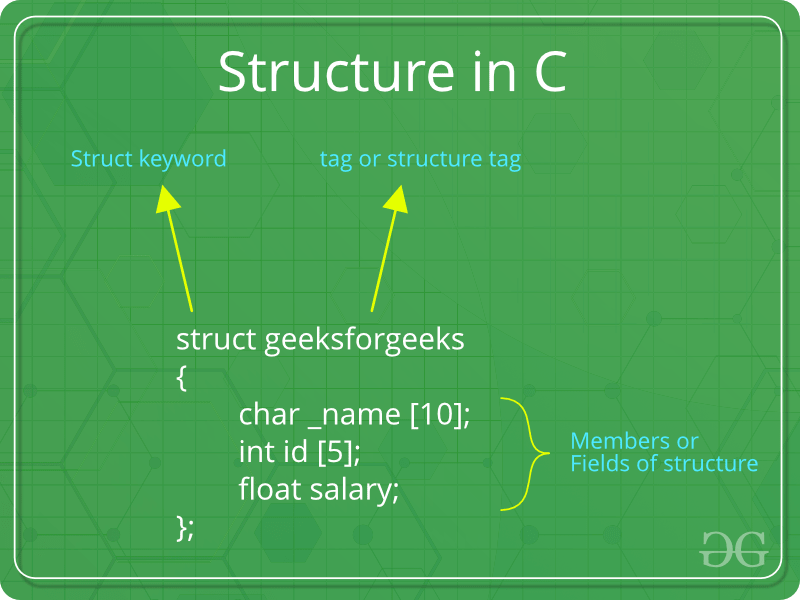 Structure in C
Struct keyword
tag or structure tag
struct geeksforgeeks
{
char _name [10];
int id [5];
float salary;
};
Members or
Fields of structure
GG